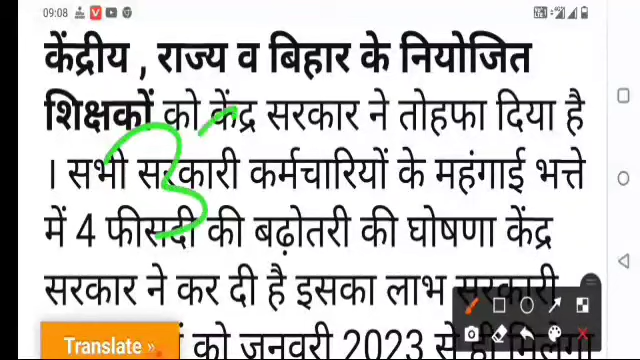 09:08
केंद्रीय , राज्य व बिहार के नियोजित
शिक्षकों को केंद्र सरकार ने तोहफा दिया है
। सभी सरकारी कर्मचारियों के महंगाई भत्ते
में 4 फीसदी की बढ़ोतरी की घोषणा केंद्र
सरकार ने कर दी है इसका लाभ सरकारी
को जनवरी 2023 से ही मिलेगा
Translate »